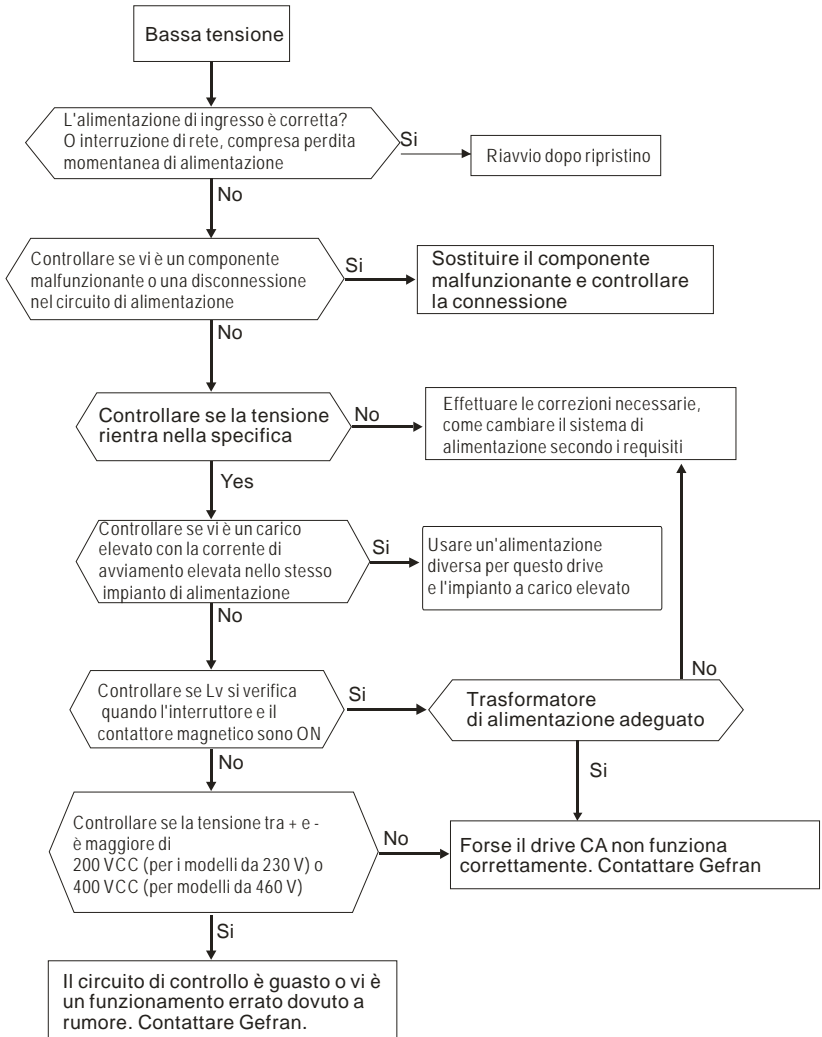 Bassa tensione
L'alimentazione di ingresso è corretta?
O interruzione di rete, compresa perdita
momentanea di alimentazione
Si
Riavvio dopo ripristino
No
Controllare se vi è un componente
malfunzionante o una disconnessione
nel circuito di alimentazione
Si
Sostituire il componente
malfunzionante e controllare
la connessione
No
Controllare se la tensione
rientra nella specifica
No
Effettuare le correzioni necessarie,
come cambiare il sistema di
alimentazione secondo i requisiti
Yes
Controllare se vi è un carico
elevato con la corrente di
avviamento elevata nello stesso
impianto di alimentazione
Si
Usare un'alimentazione
diversa per questo drive
e l'impianto a carico elevato
No
Controllare se Lv si verifica
quando l'interruttore e il
contattore magnetico sono ON
Si
Trasformatore
di alimentazione adeguato
No
Si
No
Controllare se la tensione tra + e -
è maggiore di
200 VCC (per i modelli da 230 V) o
400 VCC (per modelli da 460 V)
No
Forse il drive CA non funziona
correttamente. Contattare Gefran
Si
Il circuito di controllo è guasto o vi è
un funzionamento errato dovuto a
rumore. Contattare Gefran.